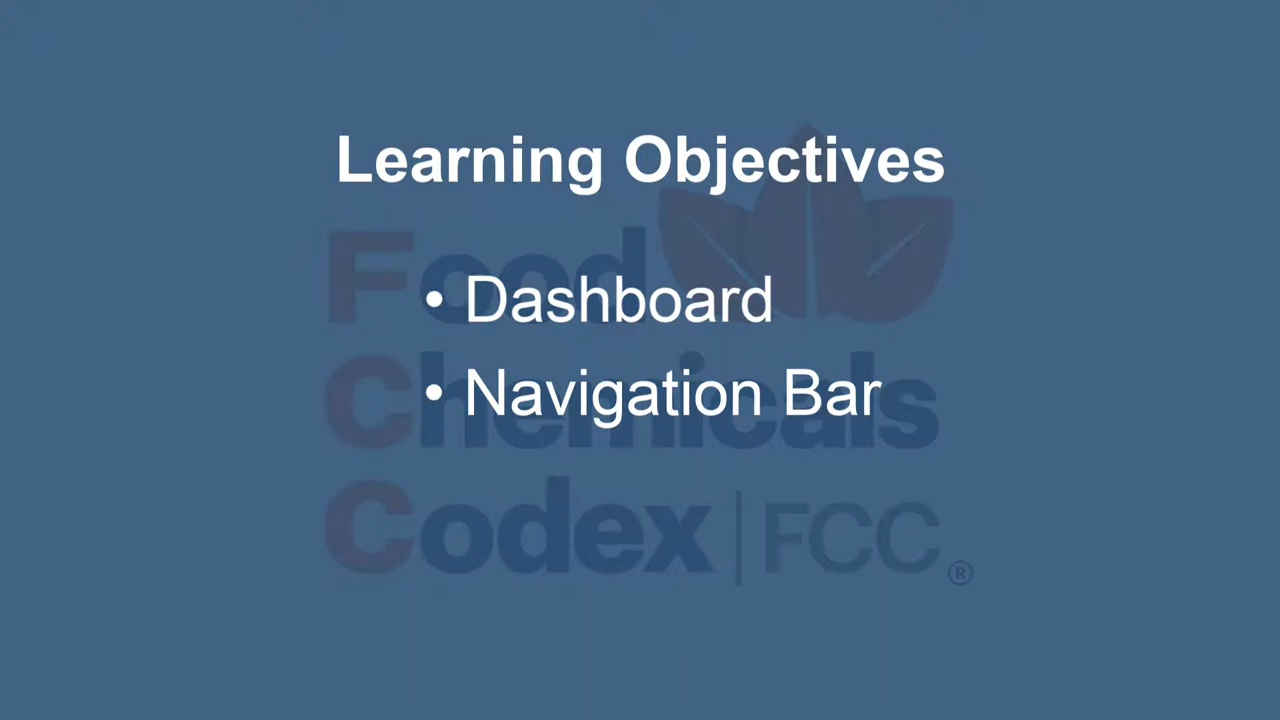 Learning Objectives
Food
• Dashboard
Chemicals
• Navigation Bar
Codex | FCC®